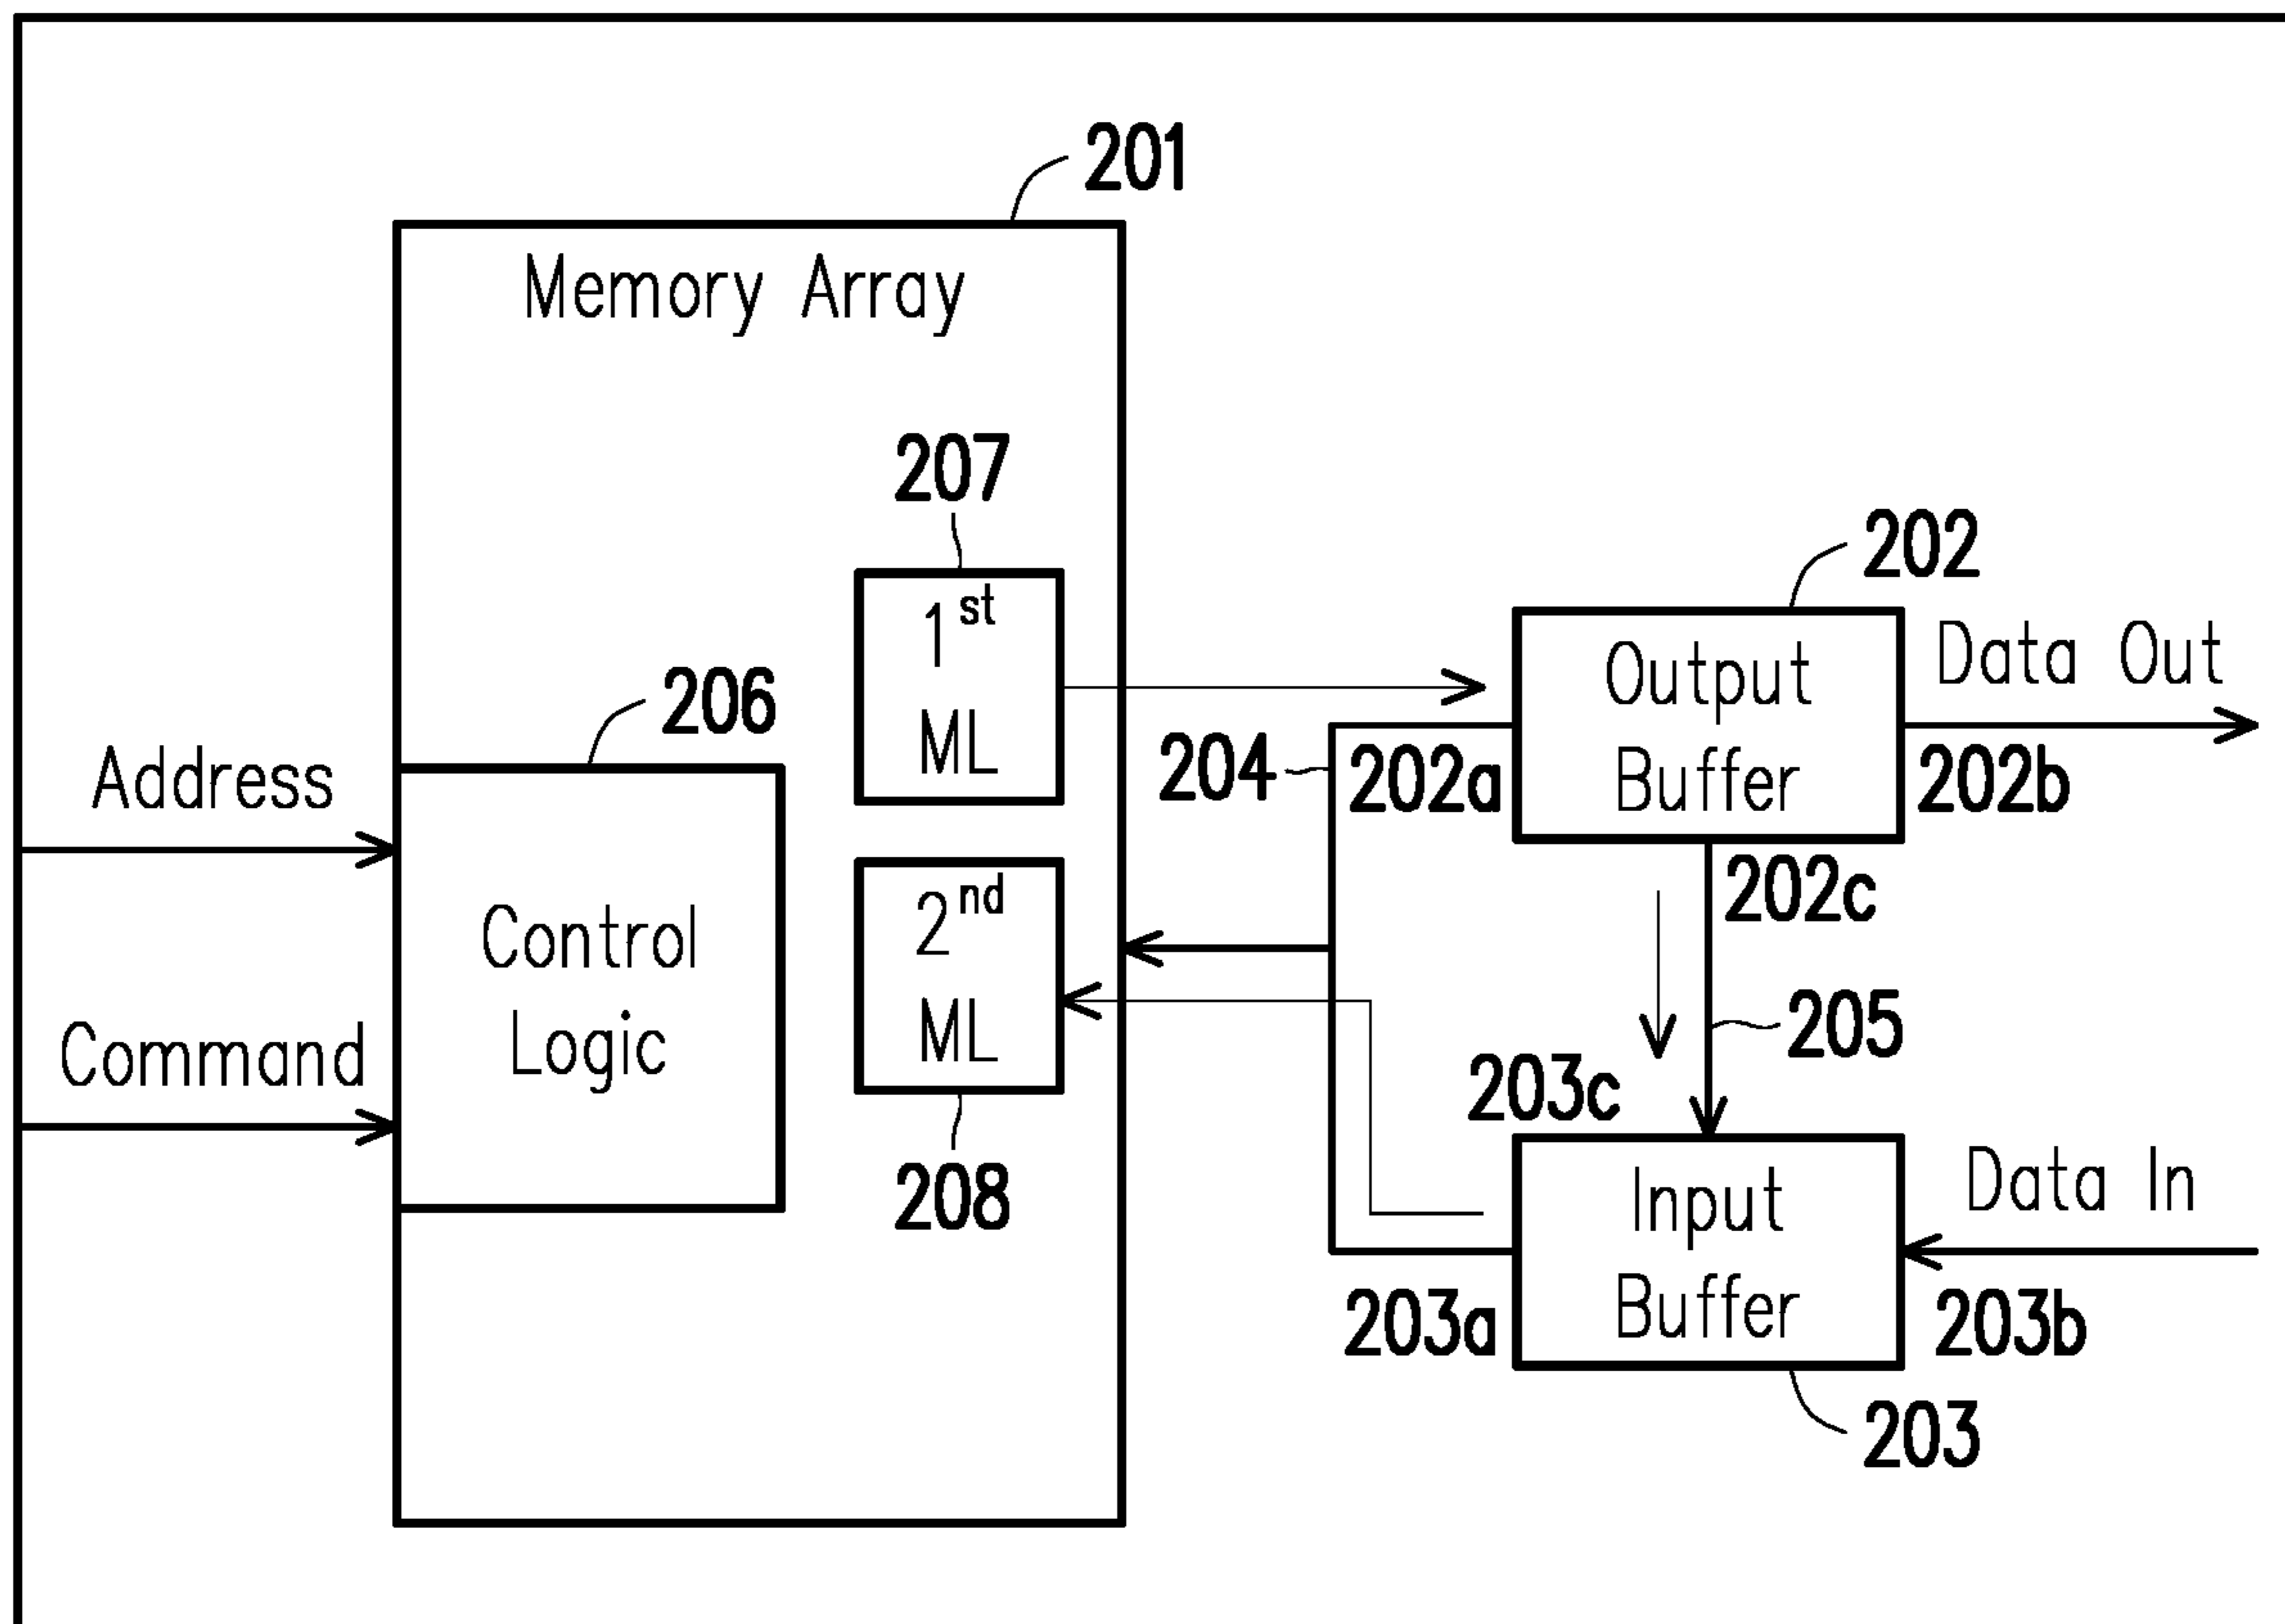 201
Memory Array
207
1st
ML
202
Output
Buffer
Data Out
206
204
202a
202b
Address
Control
Logic
2nd
ML
202c
205
Command
203c
208
Input
Buffer
Data In
203a
203b
203